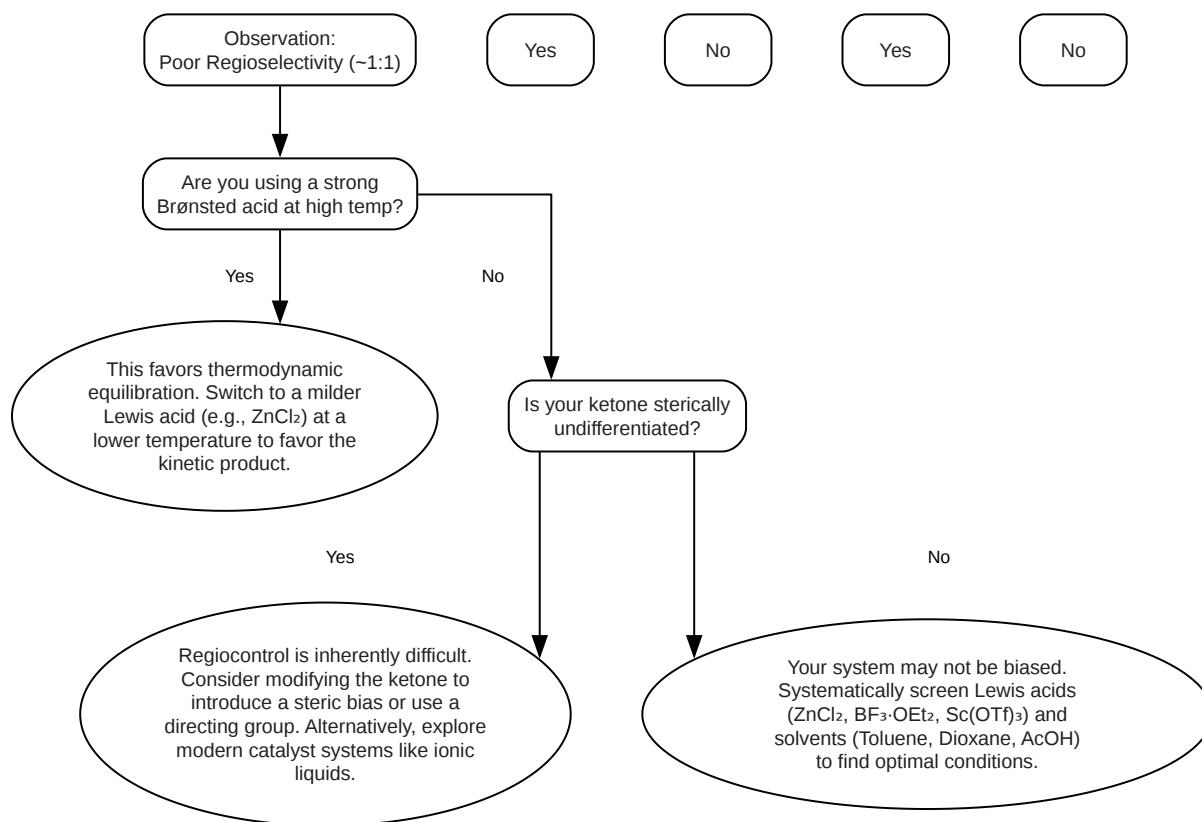 Observation:
Poor Regioselectivity (~1:1)
Yes
No
Yes
No
Are you using a strong
Brønsted acid at high temp?
Yes
No
This favors thermodynamic
equilibration. Switch to a milder
Lewis acid (e.g., ZnCl₂) at a
lower temperature to favor the
kinetic product.
Is your ketone sterically
undifferentiated?
Yes
No
Regiocontrol is inherently difficult.
Consider modifying the ketone to
introduce a steric bias or use a
directing group. Alternatively, explore
modern catalyst systems like ionic
liquids.
Your system may not be biased.
Systematically screen Lewis acids
(ZnCl₂, BF₃·OEt₂, Sc(OTf)₃) and
solvents (Toluene, Dioxane, AcOH)
to find optimal conditions.